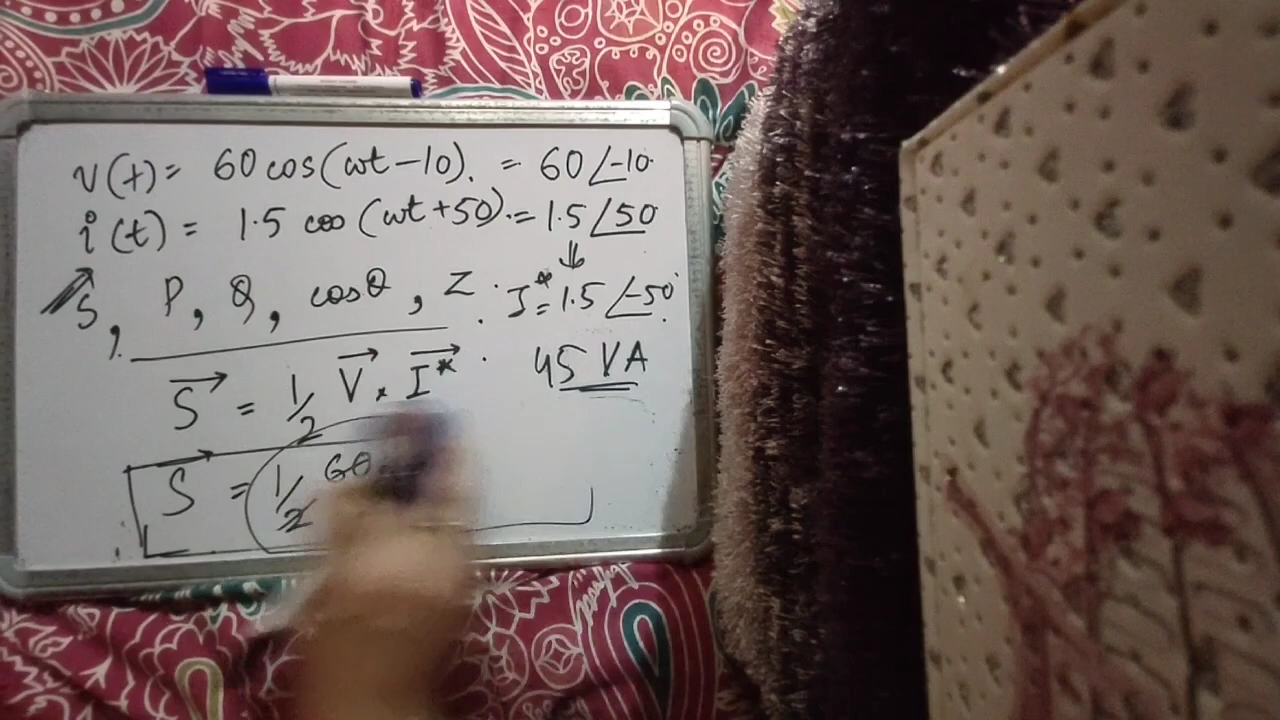 v(t) = 60 cos(ωt − 10). = 60 ∠−10°
i(t) = 1.5 cos(ωt + 50). = 1.5 ∠50
⇓
S, P, Q, cosθ, Z. I* = 1.5 ∠−50°
S⃗ = 1/2 V⃗ × I⃗* . 45 VA
S⃗ = 1/2 60